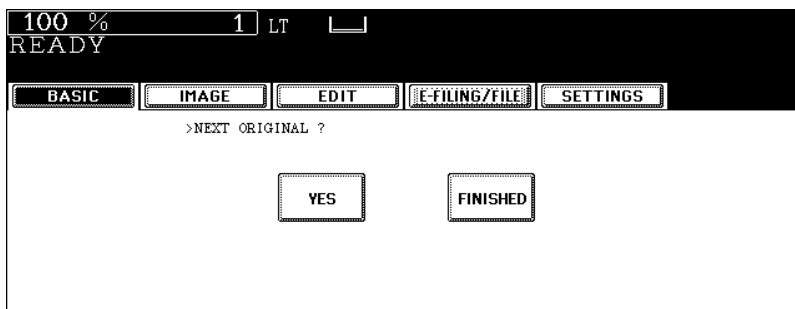 100 % 1 LT
READY
BASIC IMAGE EDIT E-FILING/FILE SETTINGS
>NEXT ORIGINAL ?
YES FINISHED